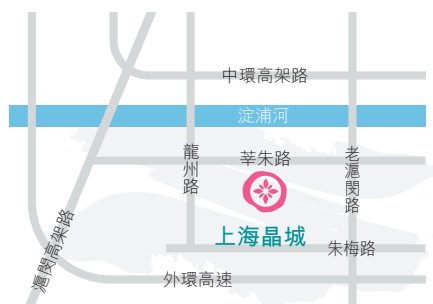 中環高架路
淀浦河
莘朱路
龍州路
老滬閔路
上海晶城
朱梅路
滬閔高架路
外環高速